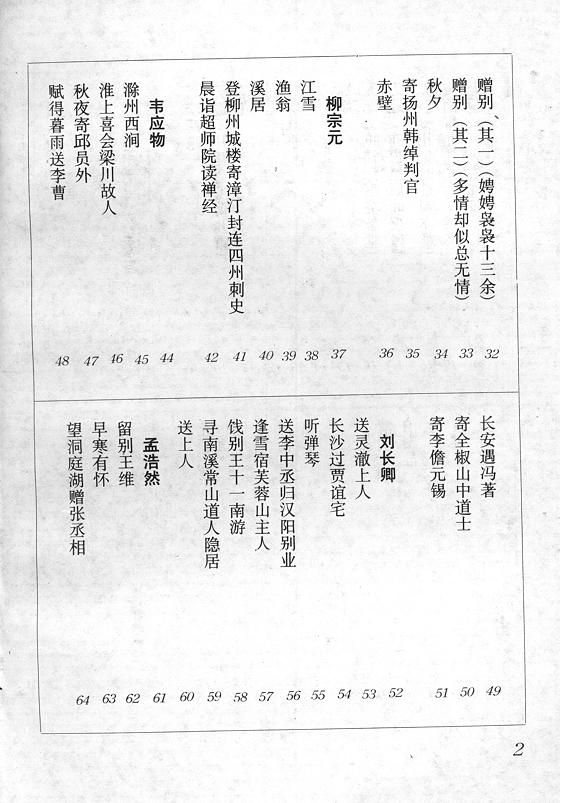 赠别（其一）（娉娉袅袅十三余） 32
赠别（其二）（多情却似总无情） 33
秋夕 34
寄扬州韩绰判官 35
赤壁 36
柳宗元 37
江雪 38
渔翁 39
溪居 40
登柳州城楼寄漳汀封连四州刺史 41
晨诣超师院读禅经 42
韦应物 44
滁州西涧 45
淮上喜会梁川故人 46
秋夜寄邱员外 47
赋得暮雨送李曹 48
长安遇冯著 49
寄全椒山中道士 50
寄李儋元锡 51
刘长卿 52
送灵澈上人 53
长沙过贾谊宅 54
听弹琴 55
送李中丞归汉阳别业 56
逢雪宿芙蓉山主人 57
饯别王十一南游 58
寻南溪常山道人隐居 59
送上人 60
孟浩然 61
留别王维 62
早寒有怀 63
望洞庭湖赠张丞相 64
2